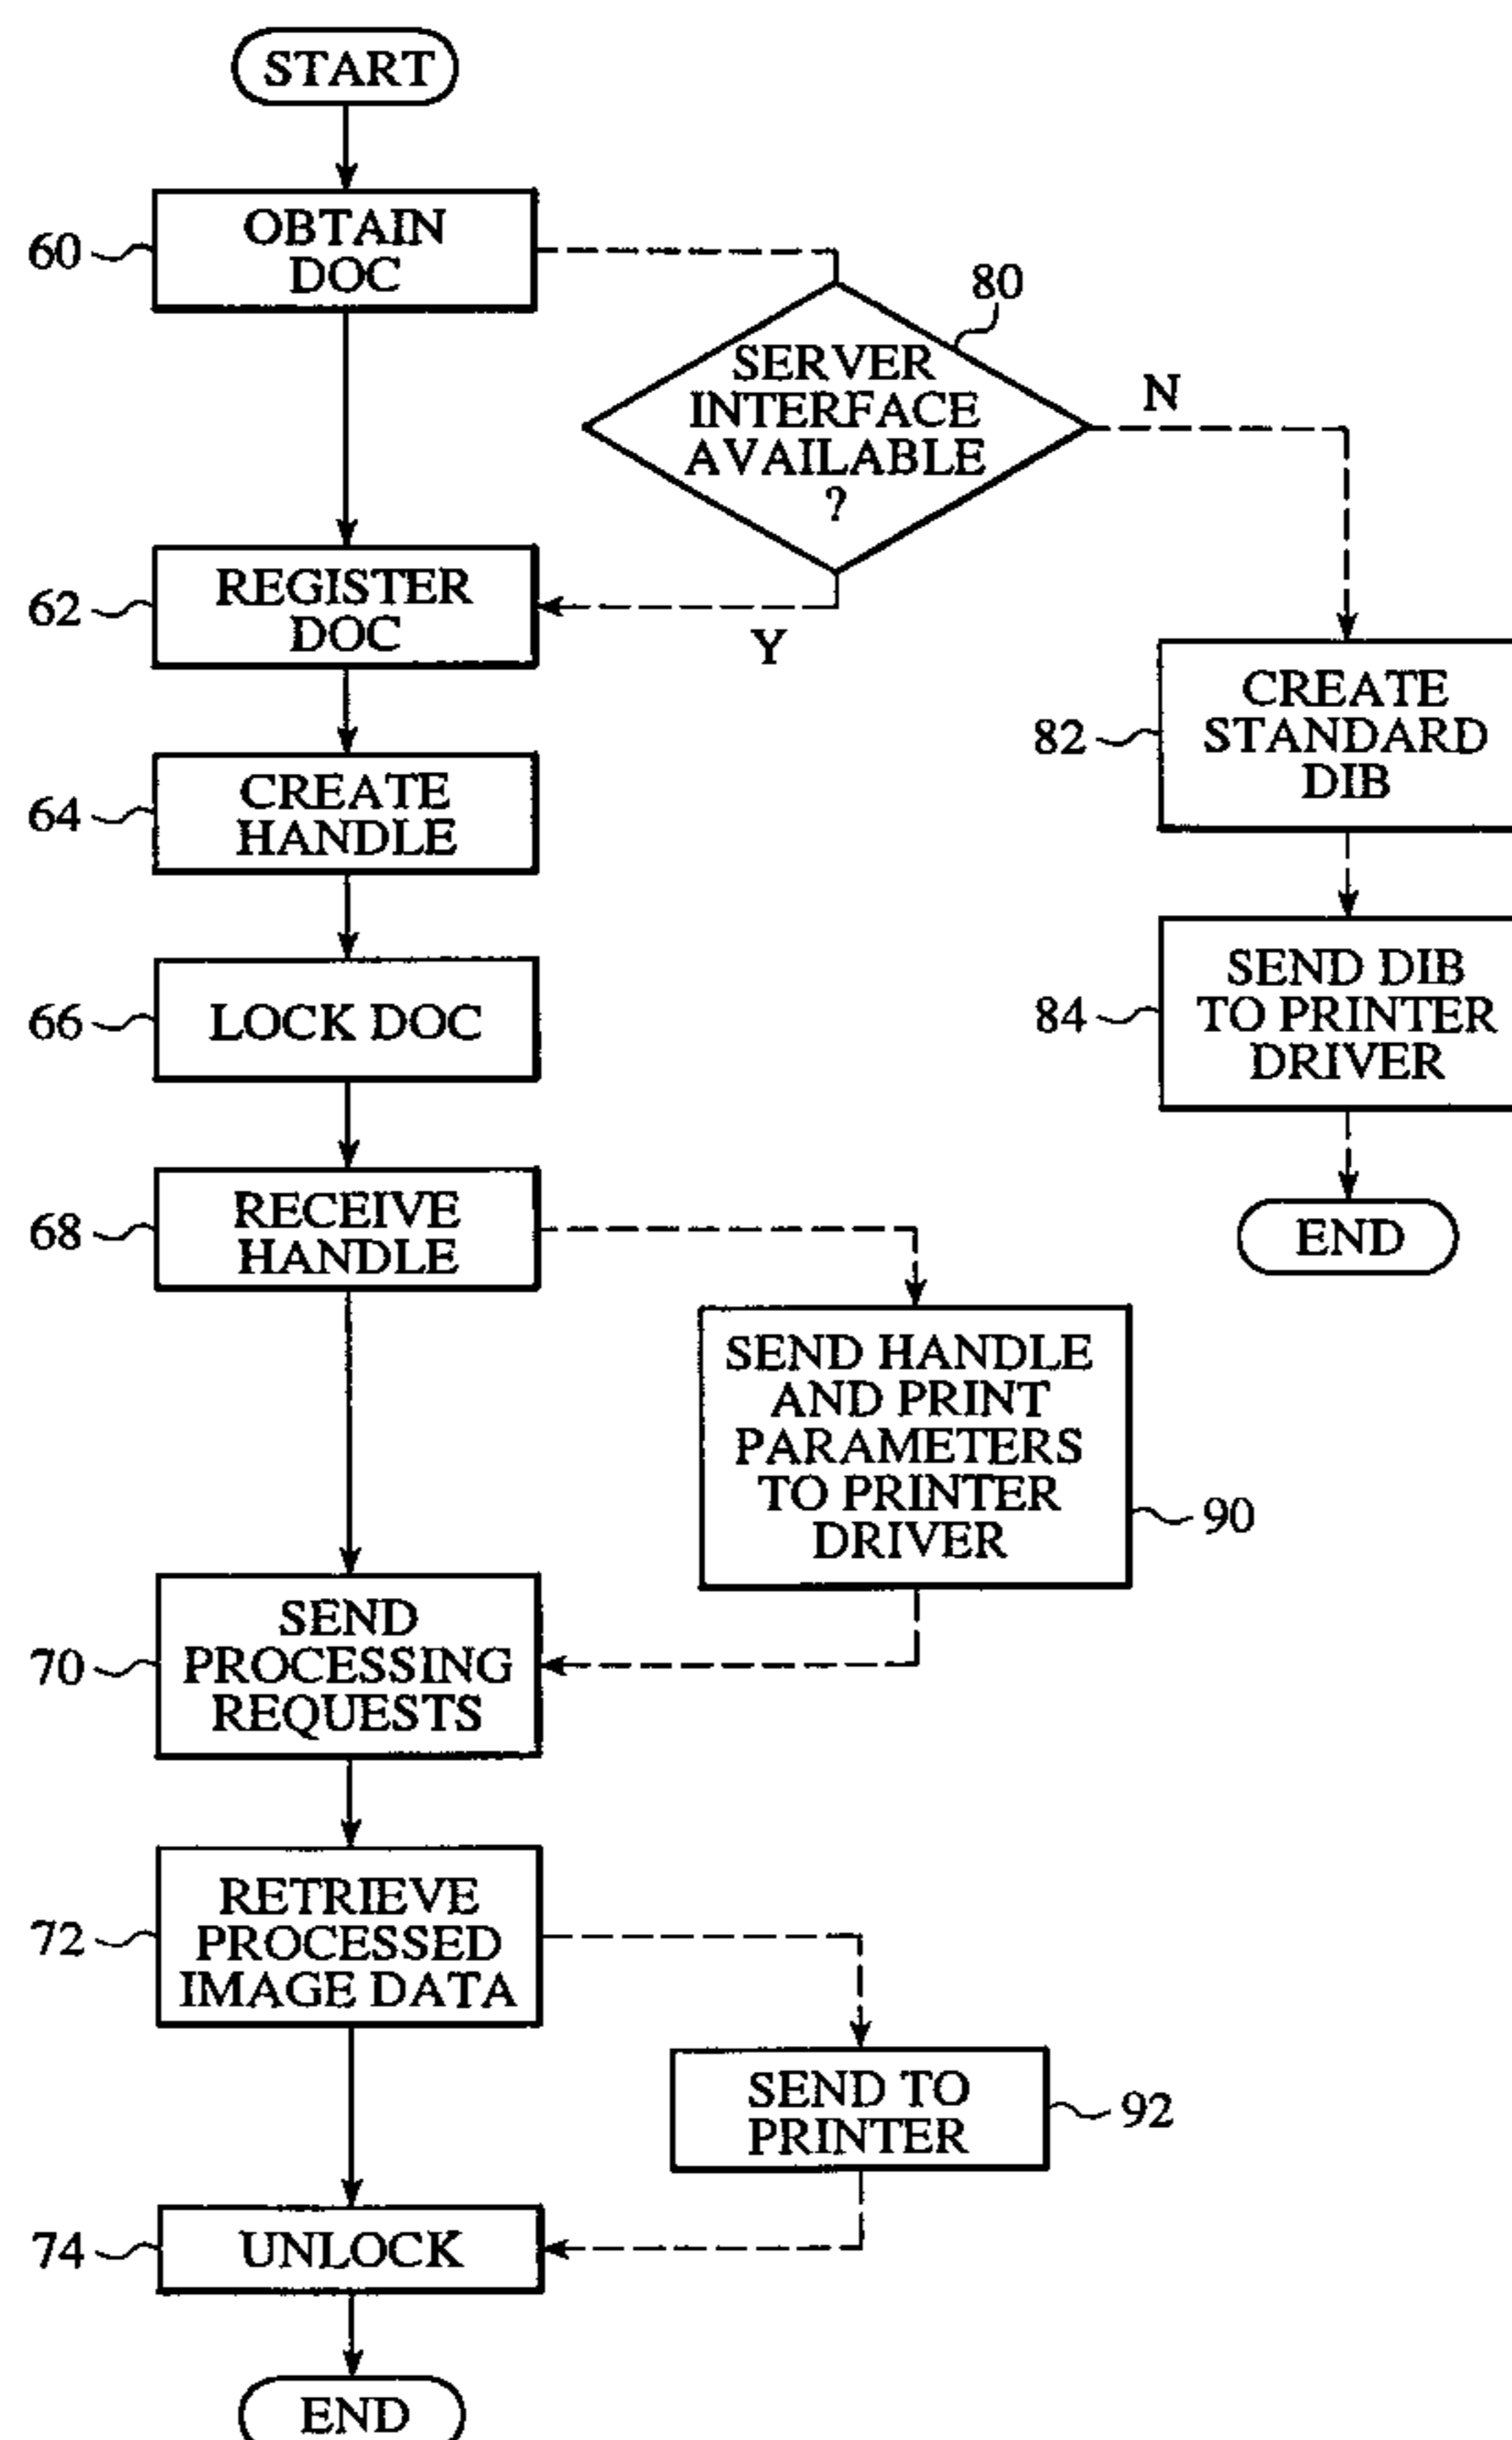 START
60
OBTAIN
DOC
80
SERVER
INTERFACE
AVAILABLE
?
N
Y
62
REGISTER
DOC
82
CREATE
STANDARD
DIB
64
CREATE
HANDLE
84
SEND DIB
TO PRINTER
DRIVER
66
LOCK DOC
END
68
RECEIVE
HANDLE
SEND HANDLE
AND PRINT
PARAMETERS
TO PRINTER
DRIVER
90
70
SEND
PROCESSING
REQUESTS
72
RETRIEVE
PROCESSED
IMAGE DATA
SEND TO
PRINTER
92
74
UNLOCK
END